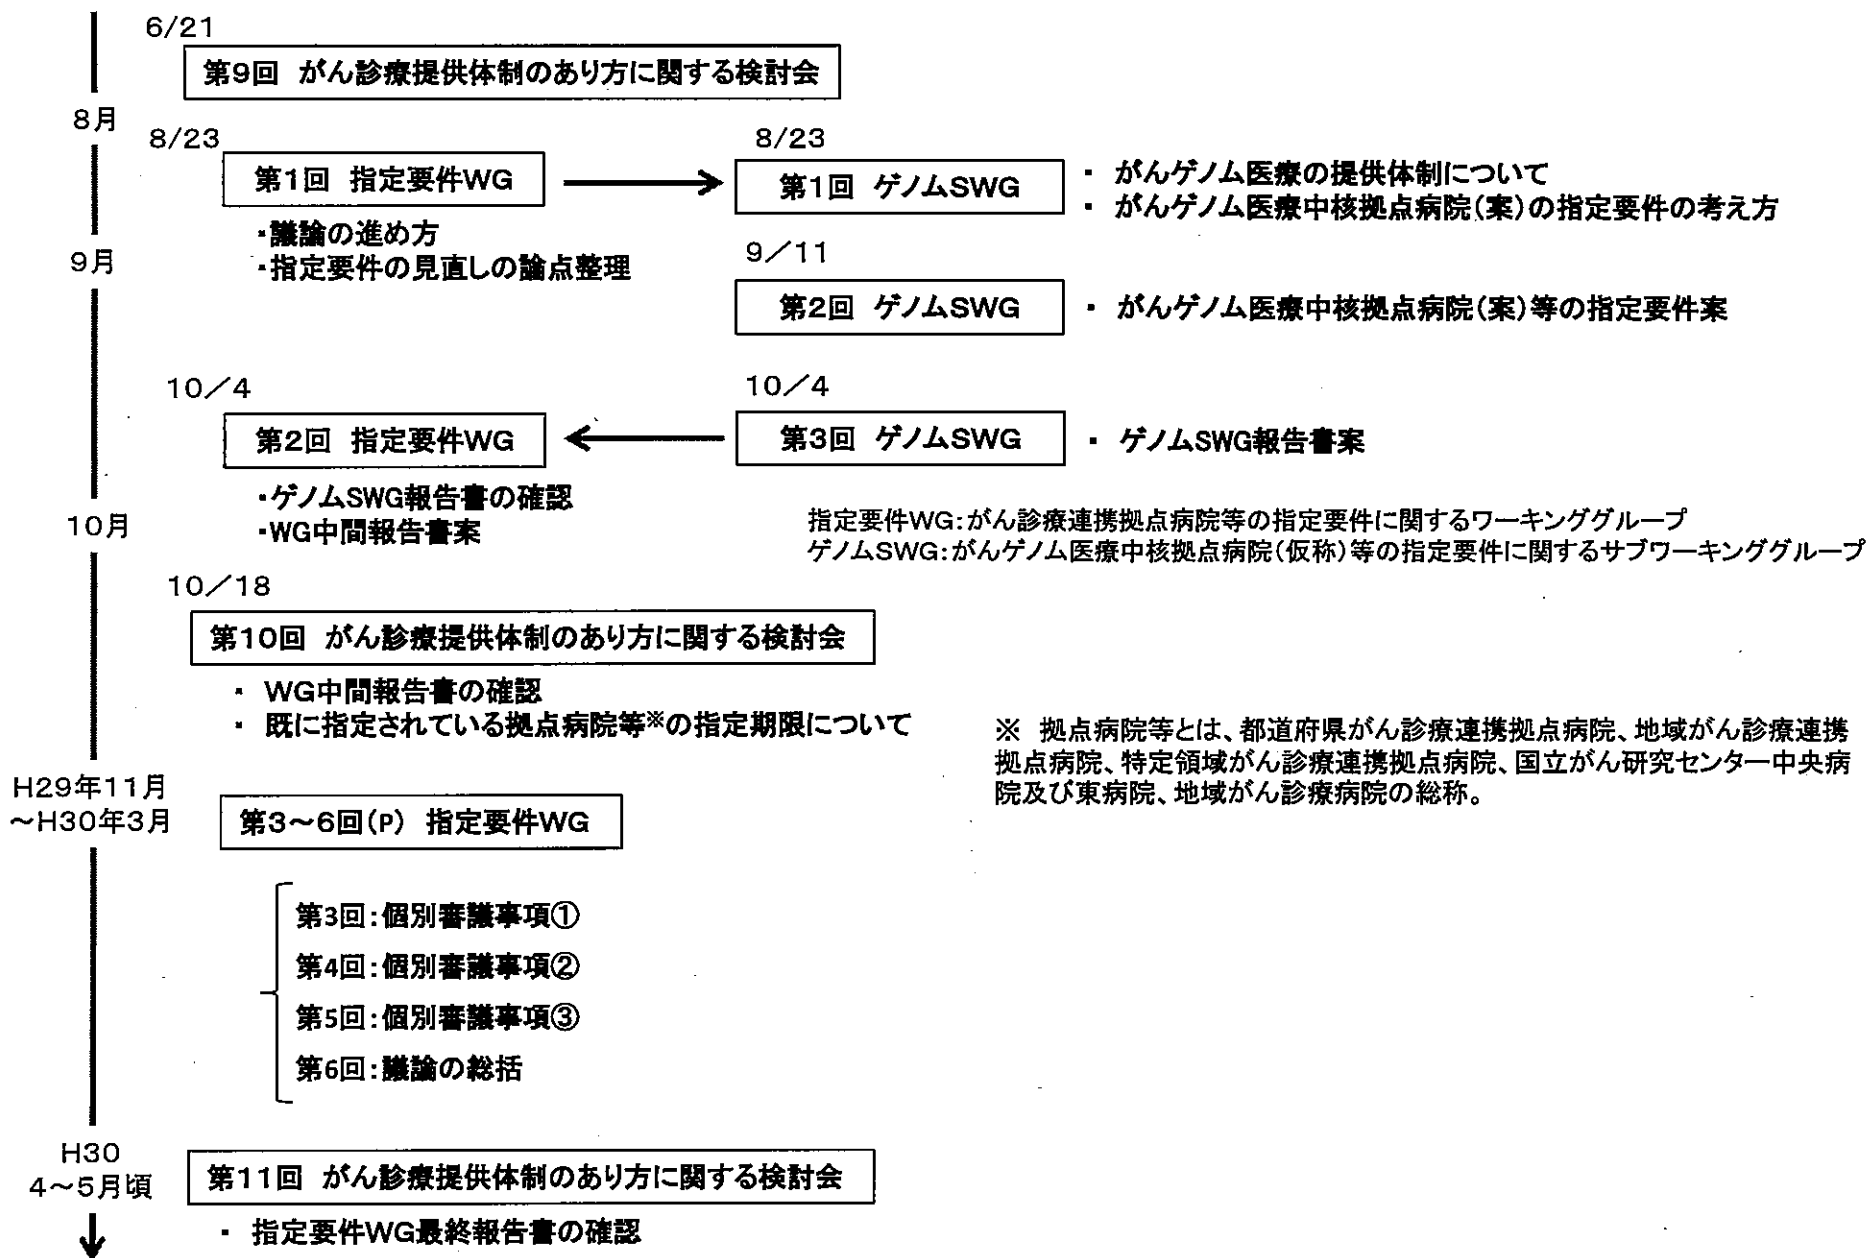 6/21
第9回 がん診療提供体制のあり方に関する検討会
8月
8/23
第1回 指定要件WG
・議論の進め方
・指定要件の見直しの論点整理
8/23
第1回 ゲノムSWG
・ がんゲノム医療の提供体制について
・ がんゲノム医療中核拠点病院(案)の指定要件の考え方
9月
9/11
第2回 ゲノムSWG
・ がんゲノム医療中核拠点病院(案)等の指定要件案
10/4
第2回 指定要件WG
・ゲノムSWG報告書の確認
・WG中間報告書案
10/4
第3回 ゲノムSWG
・ ゲノムSWG報告書案
10月
指定要件WG:がん診療連携拠点病院等の指定要件に関するワーキンググループ
ゲノムSWG:がんゲノム医療中核拠点病院(仮称)等の指定要件に関するサブワーキンググループ
10/18
第10回 がん診療提供体制のあり方に関する検討会
・ WG中間報告書の確認
・ 既に指定されている拠点病院等※の指定期限について
※ 拠点病院等とは、都道府県がん診療連携拠点病院、地域がん診療連携
拠点病院、特定領域がん診療連携拠点病院、国立がん研究センター中央病
院及び東病院、地域がん診療病院の総称。
H29年11月
~H30年3月
第3~6回(P) 指定要件WG
第3回:個別審議事項①
第4回:個別審議事項②
第5回:個別審議事項③
第6回:議論の総括
H30
4~5月頃
第11回 がん診療提供体制のあり方に関する検討会
・ 指定要件WG最終報告書の確認